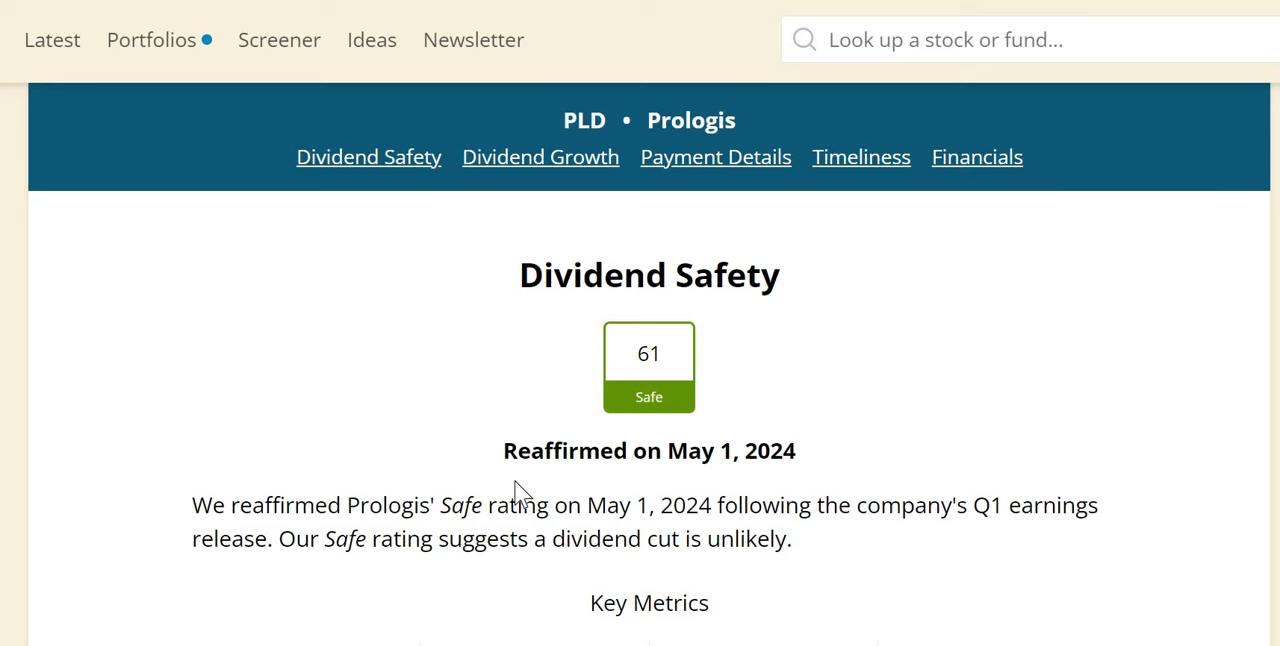 Latest Portfolios Screener Ideas Newsletter Look up a stock or fund...
PLD • Prologis
Dividend Safety Dividend Growth Payment Details Timeliness Financials
Dividend Safety
61
Safe
Reaffirmed on May 1, 2024
We reaffirmed Prologis' Safe rating on May 1, 2024 following the company's Q1 earnings
release. Our Safe rating suggests a dividend cut is unlikely.
Key Metrics